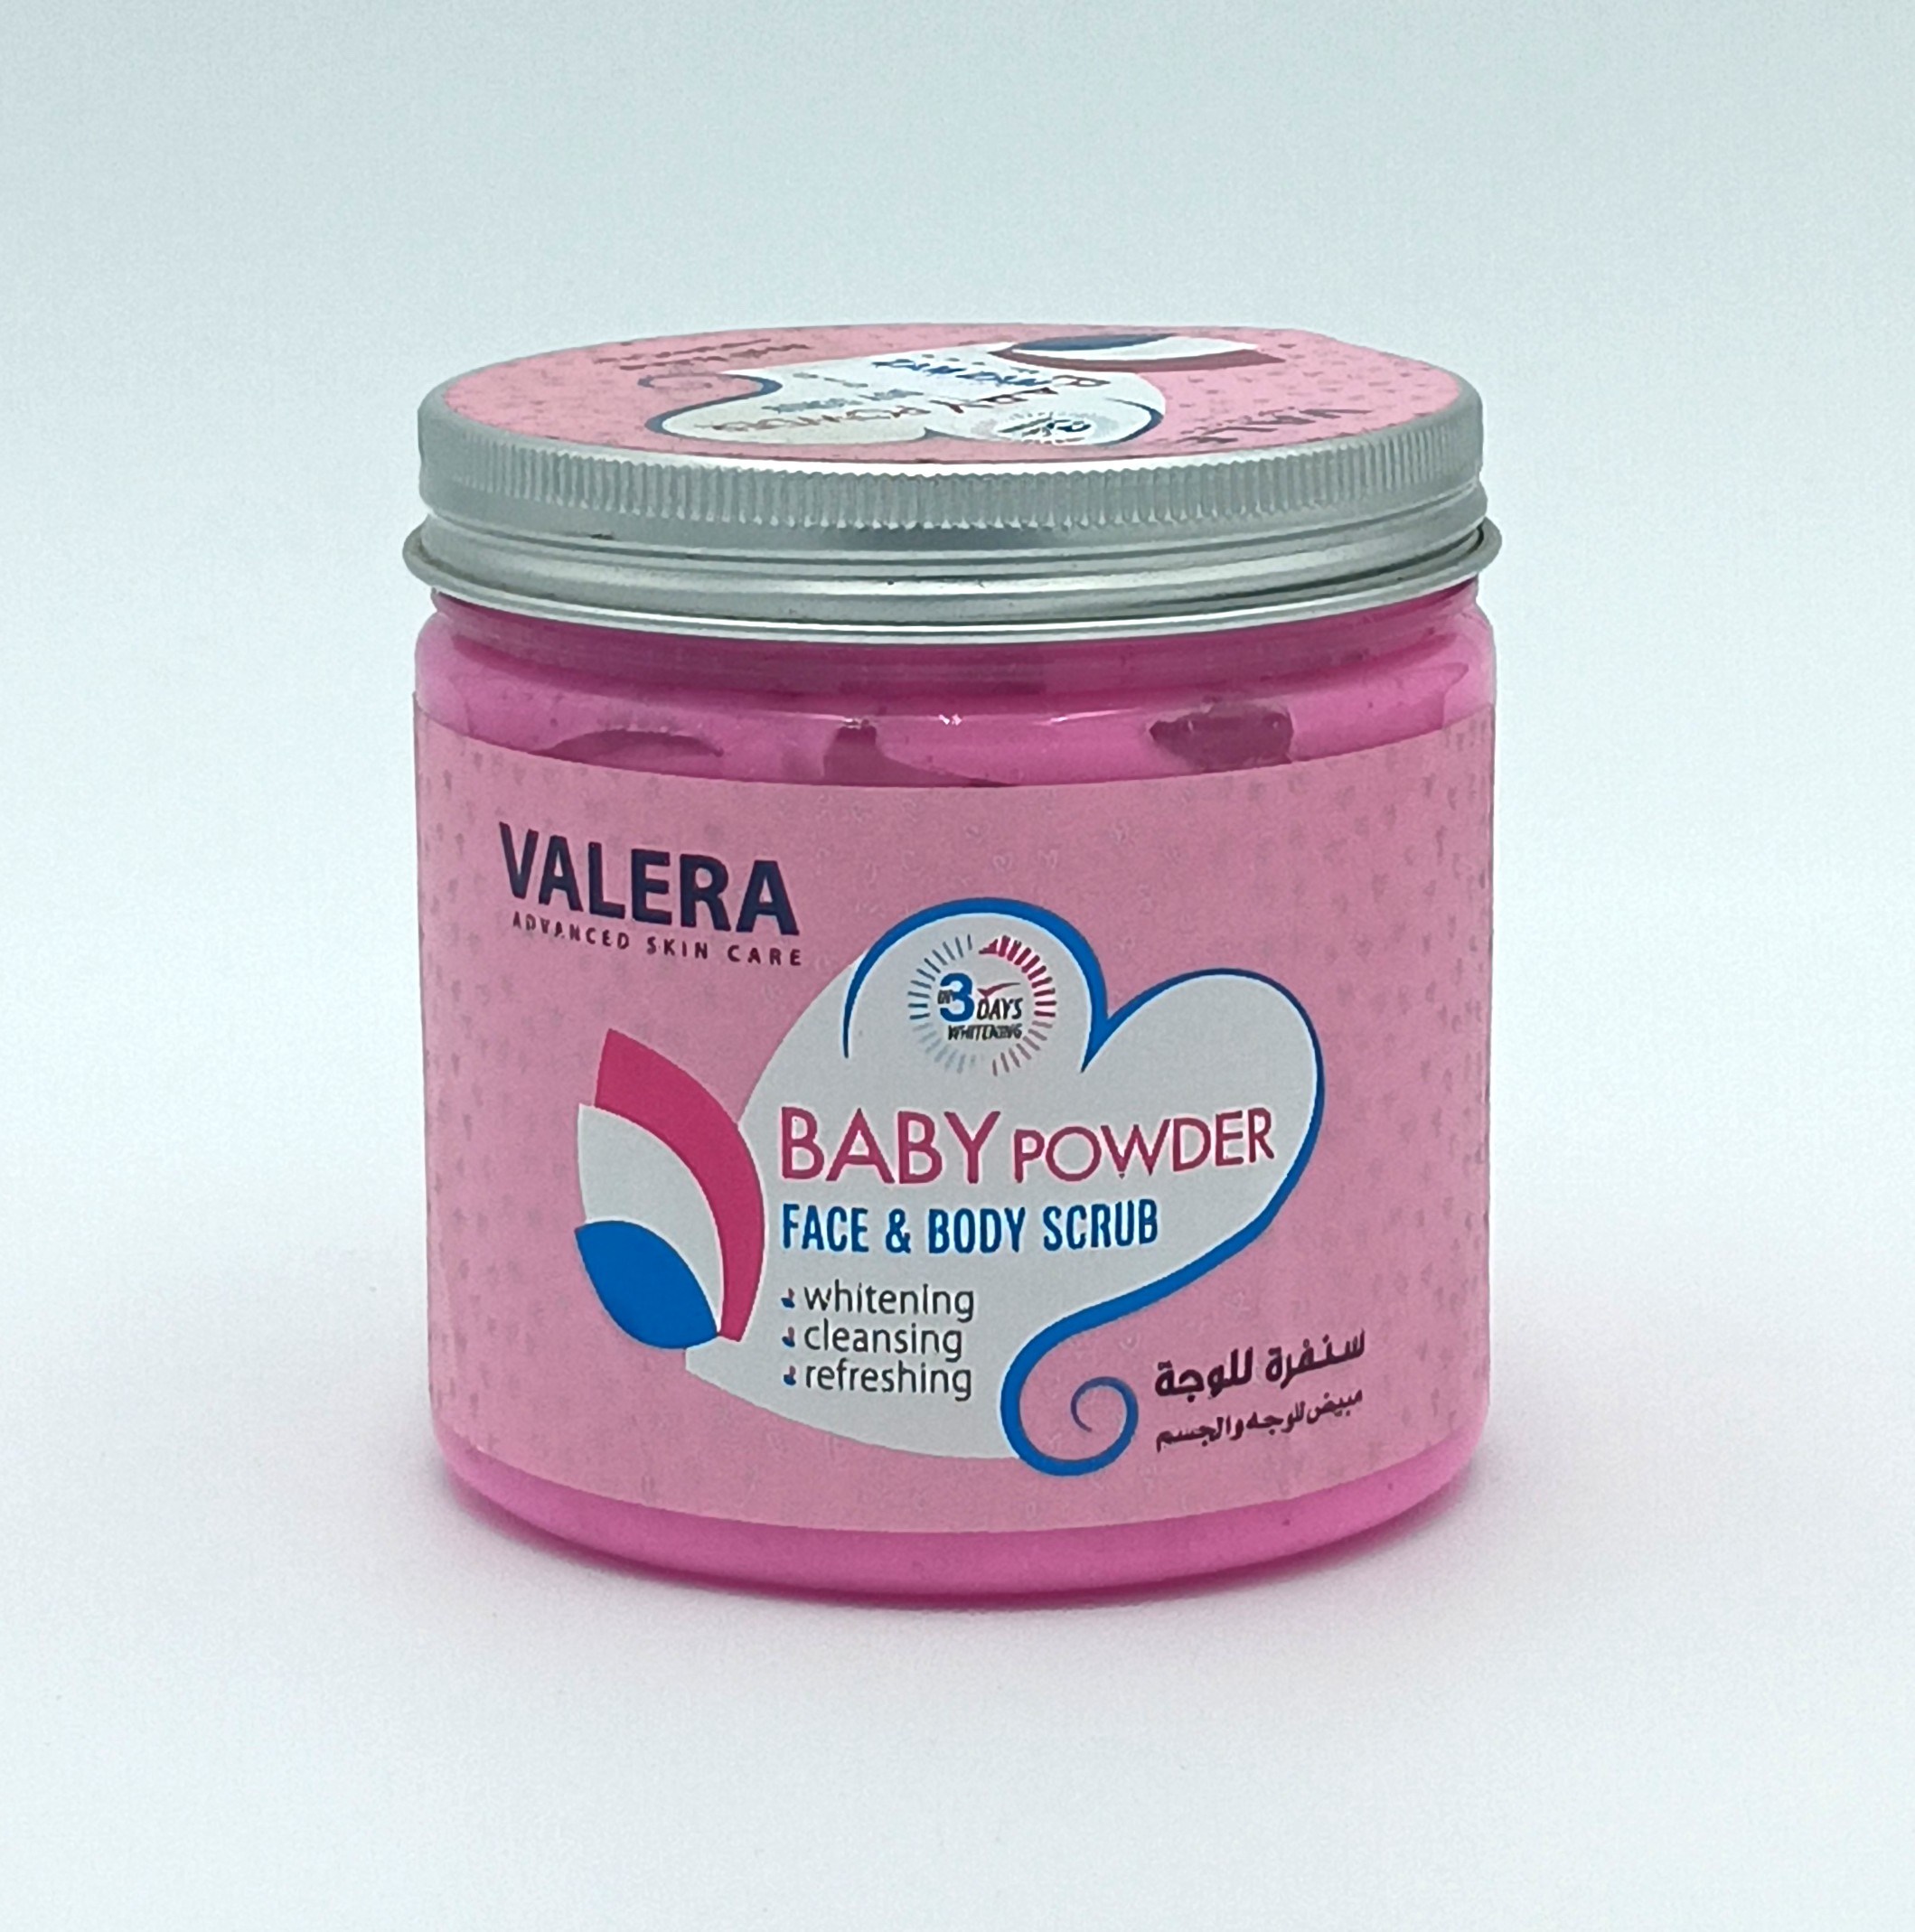 VALERA
ADVANCED SKIN CARE
IN 3 DAYS
WHITENING
BABY POWDER
FACE & BODY SCRUB
whitening
cleansing
refreshing
سنفرة للوجة
مبيض للوجه والجسم